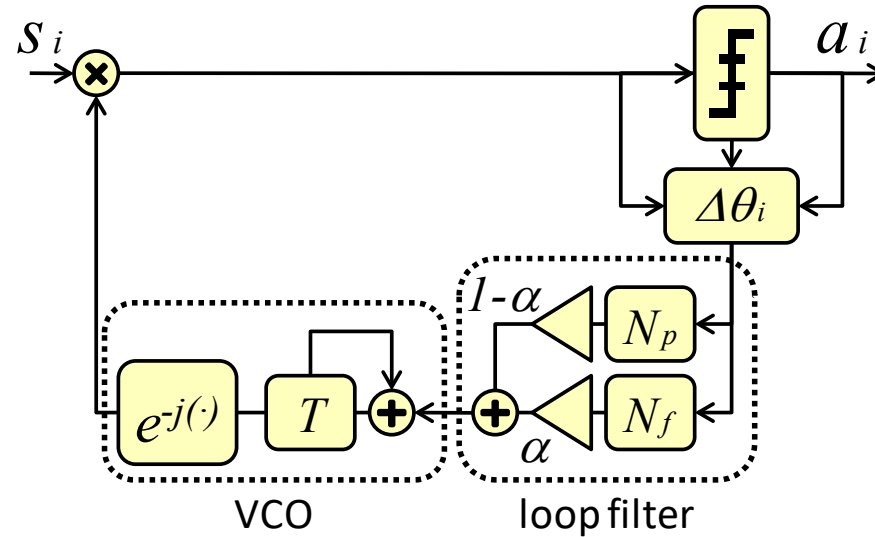 s i
a i
Δθi
1-α
Np
e-j(·)
T
Nf
α
VCO
loop filter